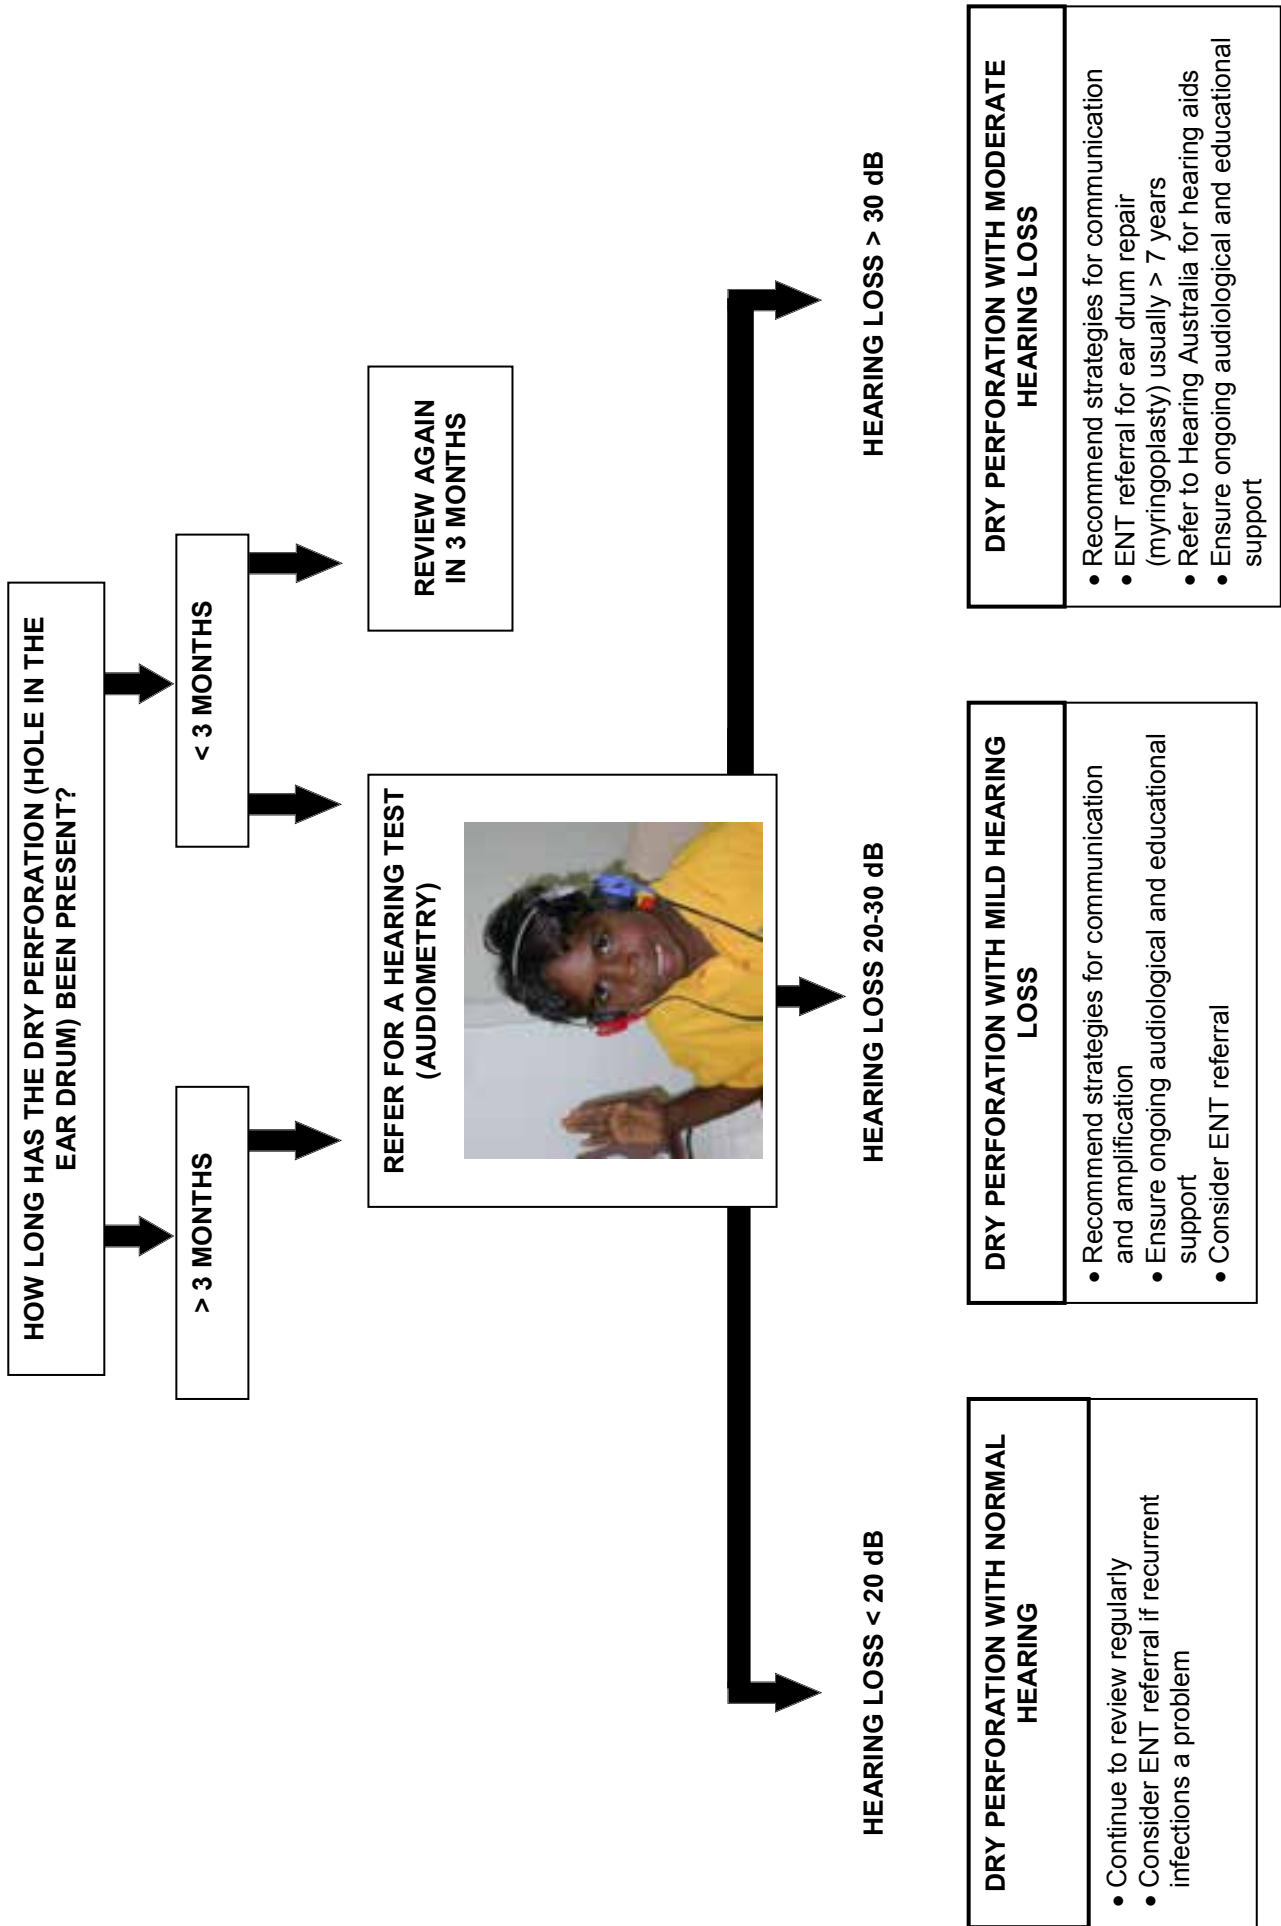 HOW LONG HAS THE DRY PERFORATION (HOLE IN THE
EAR DRUM) BEEN PRESENT?
> 3 MONTHS
< 3 MONTHS
REFER FOR A HEARING TEST
(AUDIOMETRY)
REVIEW AGAIN
IN 3 MONTHS
HEARING LOSS < 20 dB
HEARING LOSS 20-30 dB
HEARING LOSS > 30 dB
DRY PERFORATION WITH NORMAL
HEARING
• Continue to review regularly
• Consider ENT referral if recurrent
infections a problem
DRY PERFORATION WITH MILD HEARING
LOSS
• Recommend strategies for communication
and amplification
• Ensure ongoing audiological and educational
support
• Consider ENT referral
DRY PERFORATION WITH MODERATE
HEARING LOSS
• Recommend strategies for communication
• ENT referral for ear drum repair
(myringoplasty) usually > 7 years
• Refer to Hearing Australia for hearing aids
• Ensure ongoing audiological and educational
support